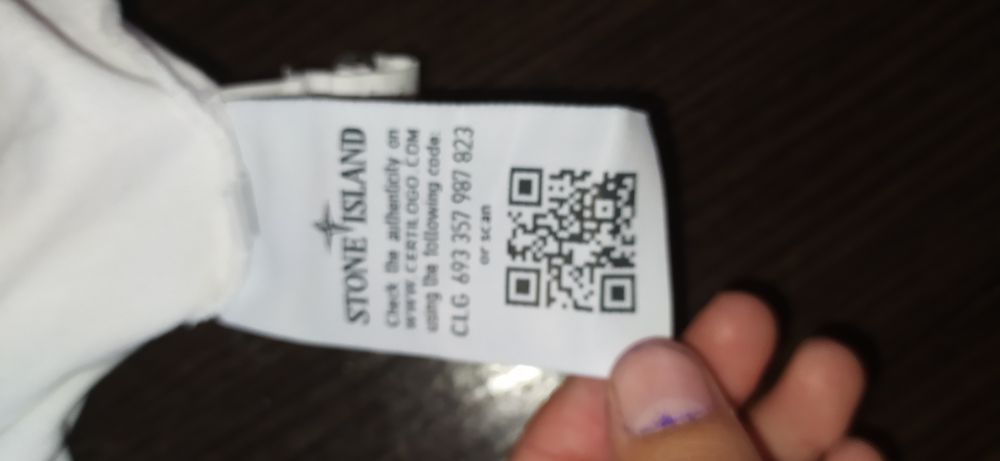 STONE ISLAND
Check the authenticity on
WWW.CERTILOGO.COM
using the following code:
CLG 693 357 987 823
or scan